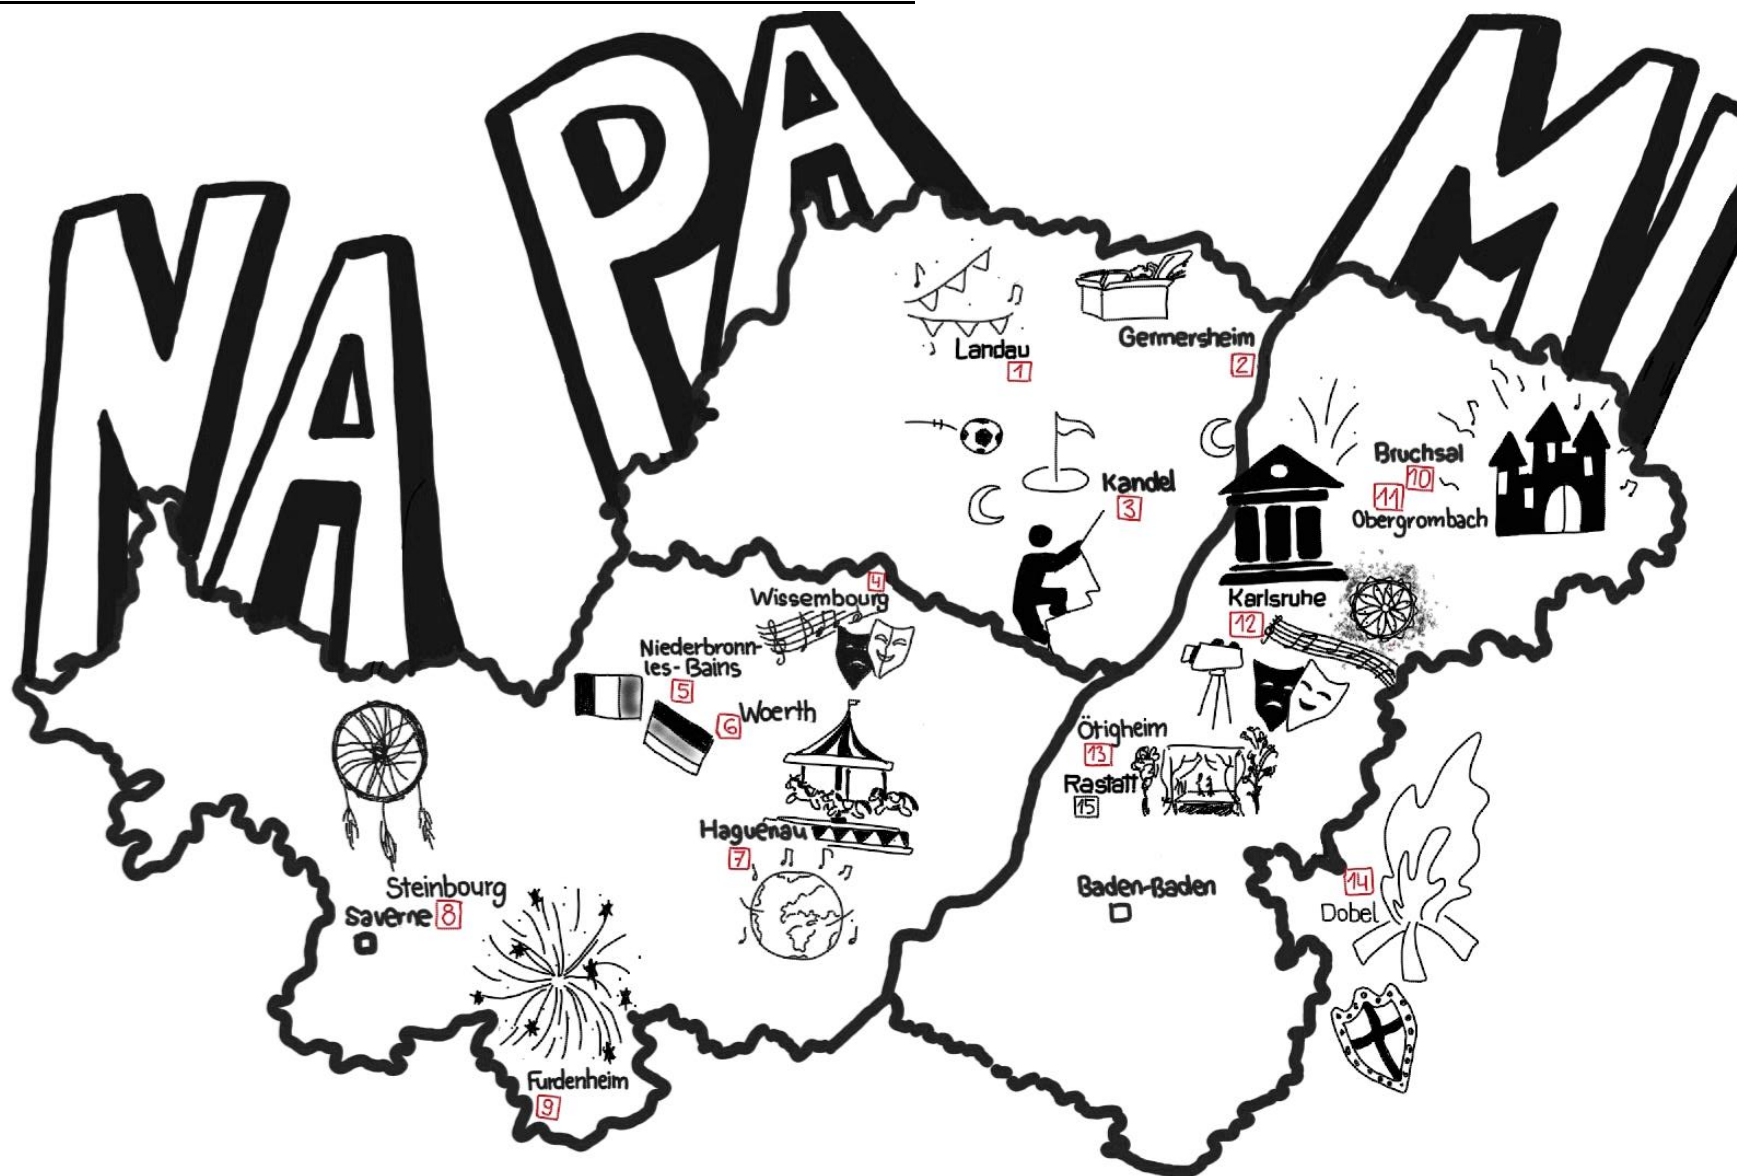 NA
PA
MI
Landau
1
Germersheim
2
Kandel
3
Bruchsal
10
11
Obergrombach
4
Wissembourg
Niederbronn-
les-Bains
5
6 Woerth
Karlsruhe
12
Ötigheim
13
Rastatt
15
Haguenau
7
Steinbourg
Saverne 8
Baden-Baden
14
Dobel
Furdenheim
9